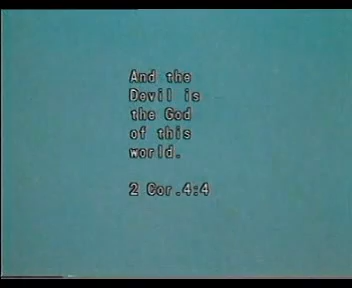 And the
Devil is
the God
of this
world.
2 Cor.4:4